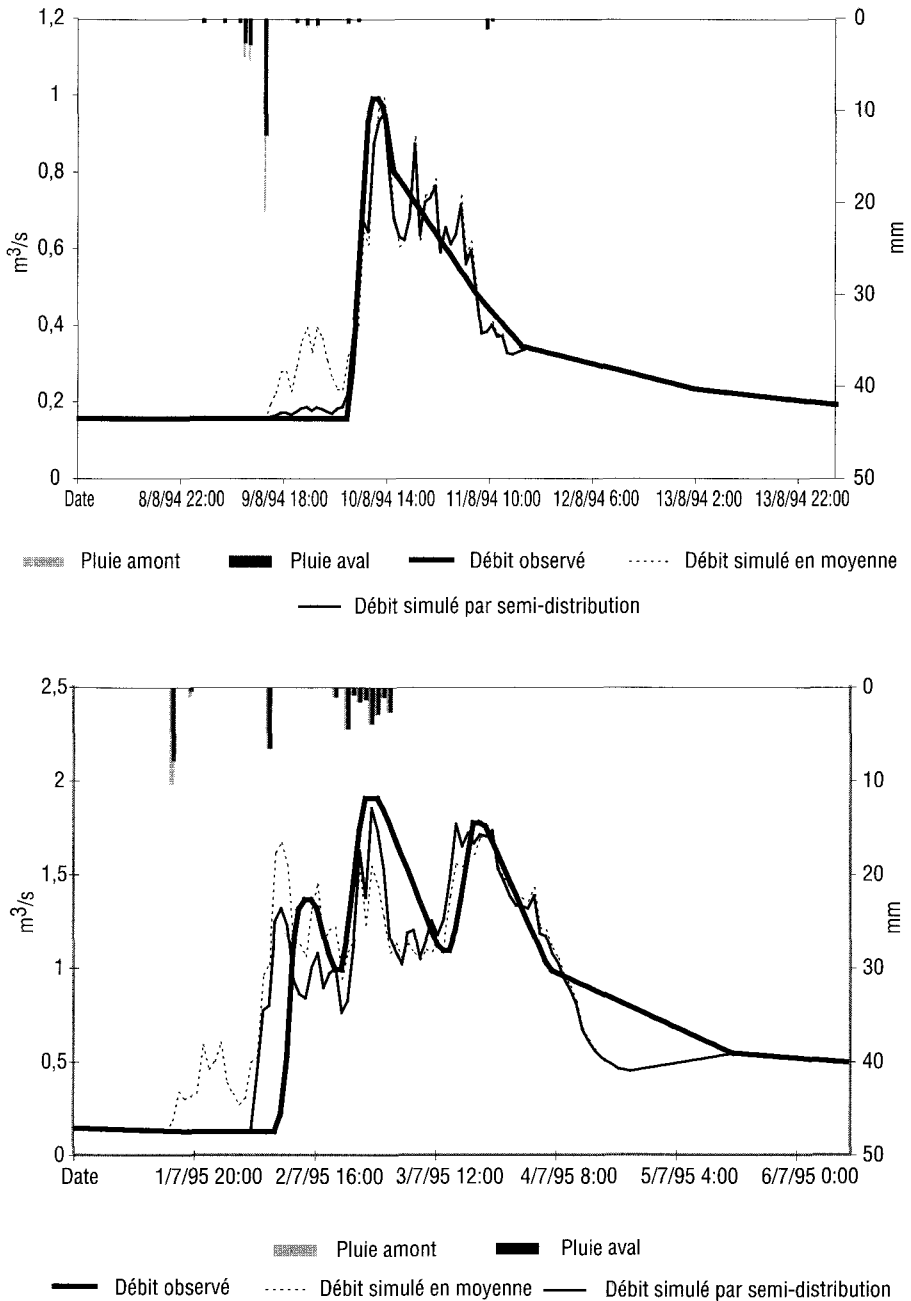 1,2
1
0,8
0,6
0,4
0,2
0
m³/s
0
10
20
30
40
50
mm
Date 8/8/94 22:00 9/8/94 18:00 10/8/94 14:00 11/8/94 10:00 12/8/94 6:00 13/8/94 2:00 13/8/94 22:00
Pluie amont Pluie aval Débit observé Débit simulé en moyenne
Débit simulé par semi-distribution
2,5
2
1,5
1
0,5
0
m³/s
0
10
20
30
40
50
mm
Date 1/7/95 20:00 2/7/95 16:00 3/7/95 12:00 4/7/95 8:00 5/7/95 4:00 6/7/95 0:00
Pluie amont Pluie aval
Débit observé Débit simulé en moyenne Débit simulé par semi-distribution